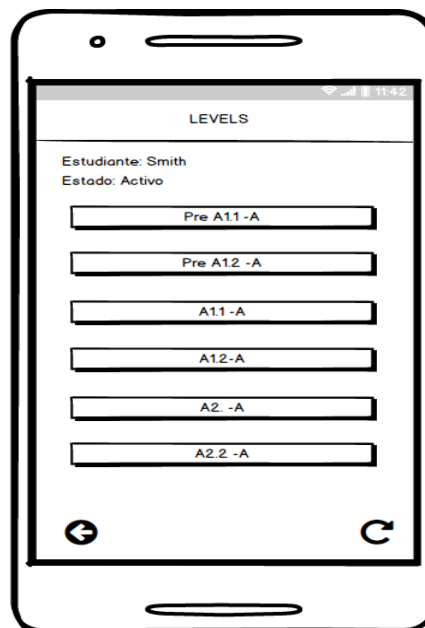 11:42
LEVELS
Estudiante: Smith
Estado: Activo
Pre A1.1 -A
Pre A1.2 -A
A1.1 -A
A1.2-A
A2. -A
A2.2 -A